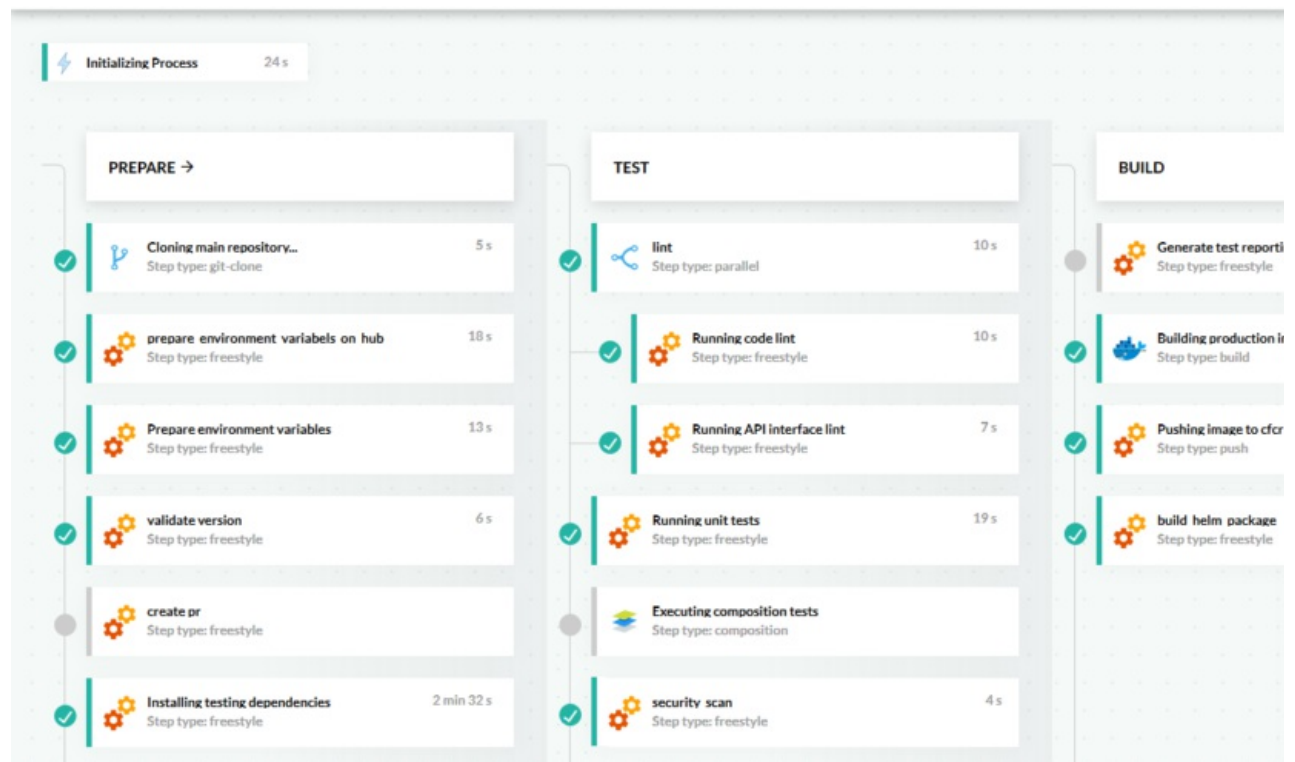 Initializing Process 24 s
PREPARE →
Cloning main repository... 5 s
Step type: git-clone
prepare environment variabels on hub 18 s
Step type: freestyle
Prepare environment variables 13 s
Step type: freestyle
validate version 6 s
Step type: freestyle
create pr
Step type: freestyle
Installing testing dependencies 2 min 32 s
Step type: freestyle
TEST
lint 10 s
Step type: parallel
Running code lint 10 s
Step type: freestyle
Running API interface lint 7 s
Step type: freestyle
Running unit tests 19 s
Step type: freestyle
Executing composition tests
Step type: composition
security scan 4 s
Step type: freestyle
BUILD
Generate test reporti
Step type: freestyle
Building production i
Step type: build
Pushing image to cfcr
Step type: push
build helm package
Step type: freestyle